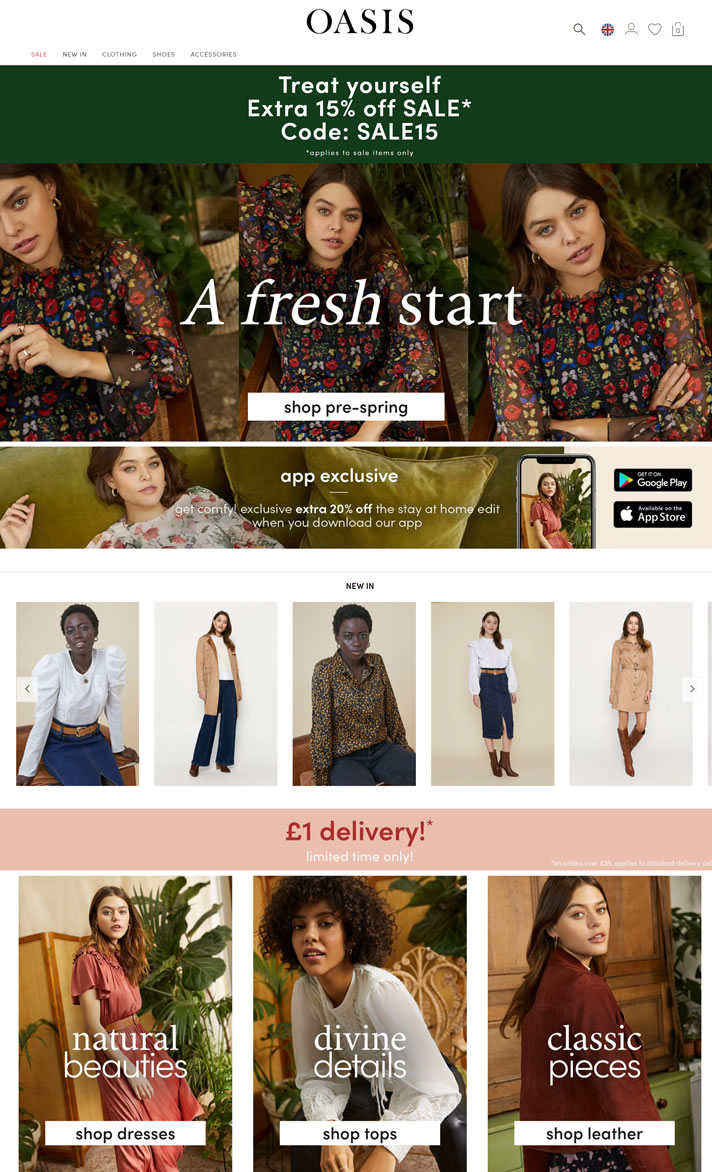 OASIS
0
SALE NEW IN CLOTHING SHOES ACCESSORIES
Treat yourself
Extra 15% off SALE*
Code: SALE15
*applies to sale items only
A fresh start
shop pre-spring
app exclusive
get comfy! exclusive extra 20% off the stay at home edit
when you download our app
GET IT ON
Google Play
Available on the
App Store
NEW IN
£1 delivery!*
limited time only!
*on orders over £35. applies to standard delivery onl
natural
beauties
shop dresses
divine
details
shop tops
classic
pieces
shop leather